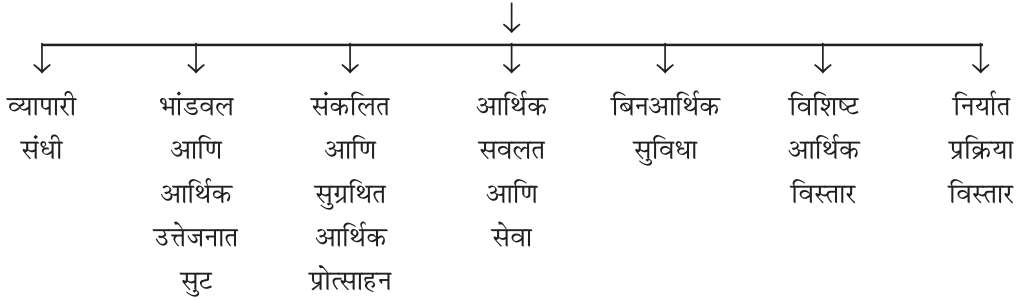 व्यापारी
संधी
भांडवल
आणि
आर्थिक
उत्तेजनात
सुट
संकलित
आणि
सुग्रथित
आर्थिक
प्रोत्साहन
आर्थिक
सवलत
आणि
सेवा
बिनआर्थिक
सुविधा
विशिष्ट
आर्थिक
विस्तार
निर्यात
प्रक्रिया
विस्तार